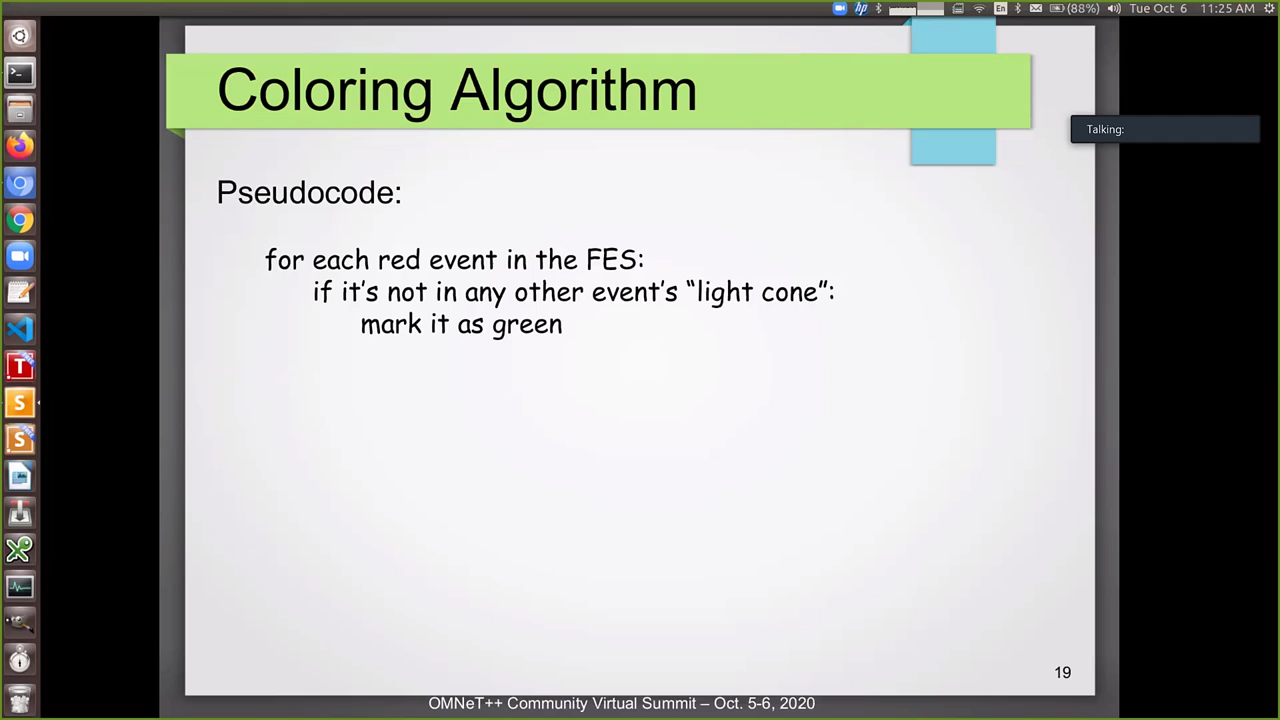 hp En (88%) Tue Oct 6 11:25 AM
Coloring Algorithm
Talking:
Pseudocode:
for each red event in the FES:
if it's not in any other event's “light cone”:
mark it as green
19
OMNeT++ Community Virtual Summit – Oct. 5-6, 2020